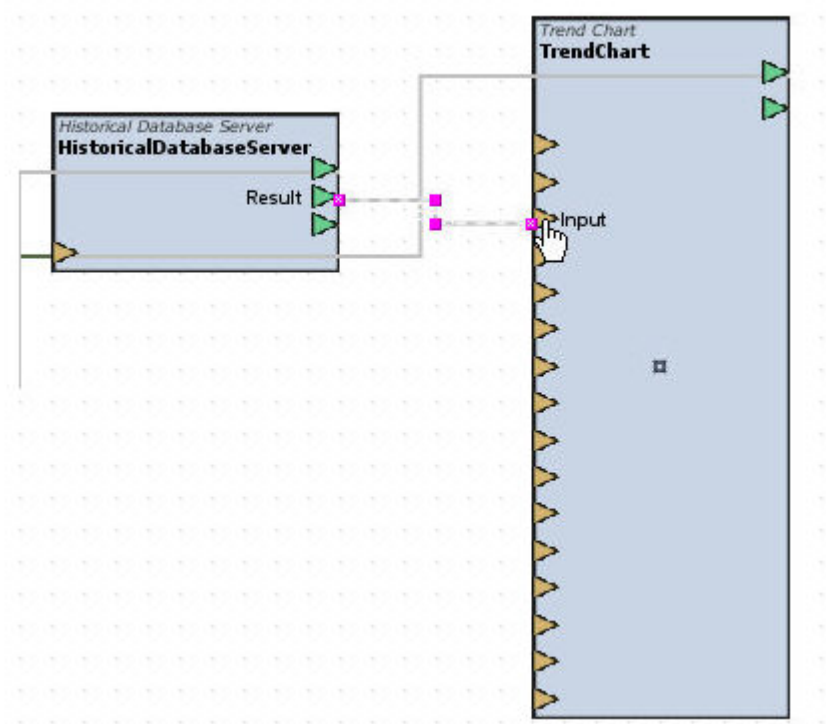 Trend Chart
TrendChart
Historical Database Server
HistoricalDatabaseServer
Result
Input